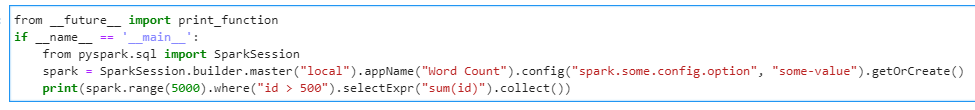 from __future__ import print_function
if __name__ == '__main__':
    from pyspark.sql import SparkSession
    spark = SparkSession.builder.master("local").appName("Word Count").config("spark.some.config.option", "some-value").getOrCreate()
    print(spark.range(5000).where("id > 500").selectExpr("sum(id)").collect())